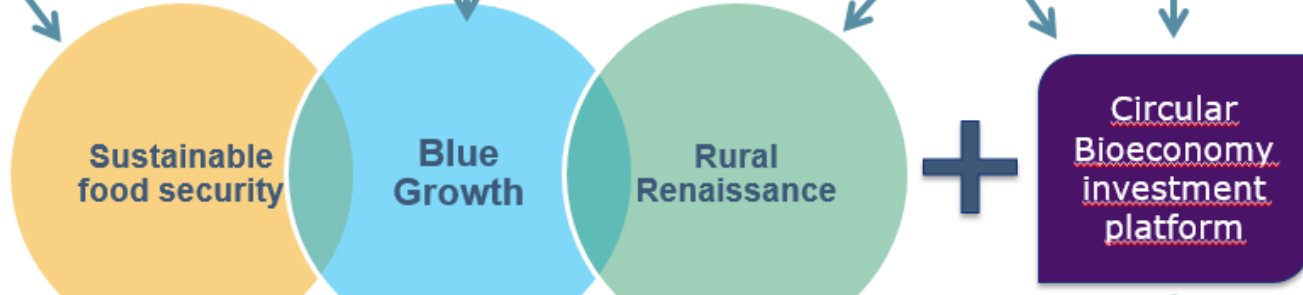 Sustainable
food security
Blue
Growth
Rural
Renaissance
Circular
Bioeconomy
investment
platform